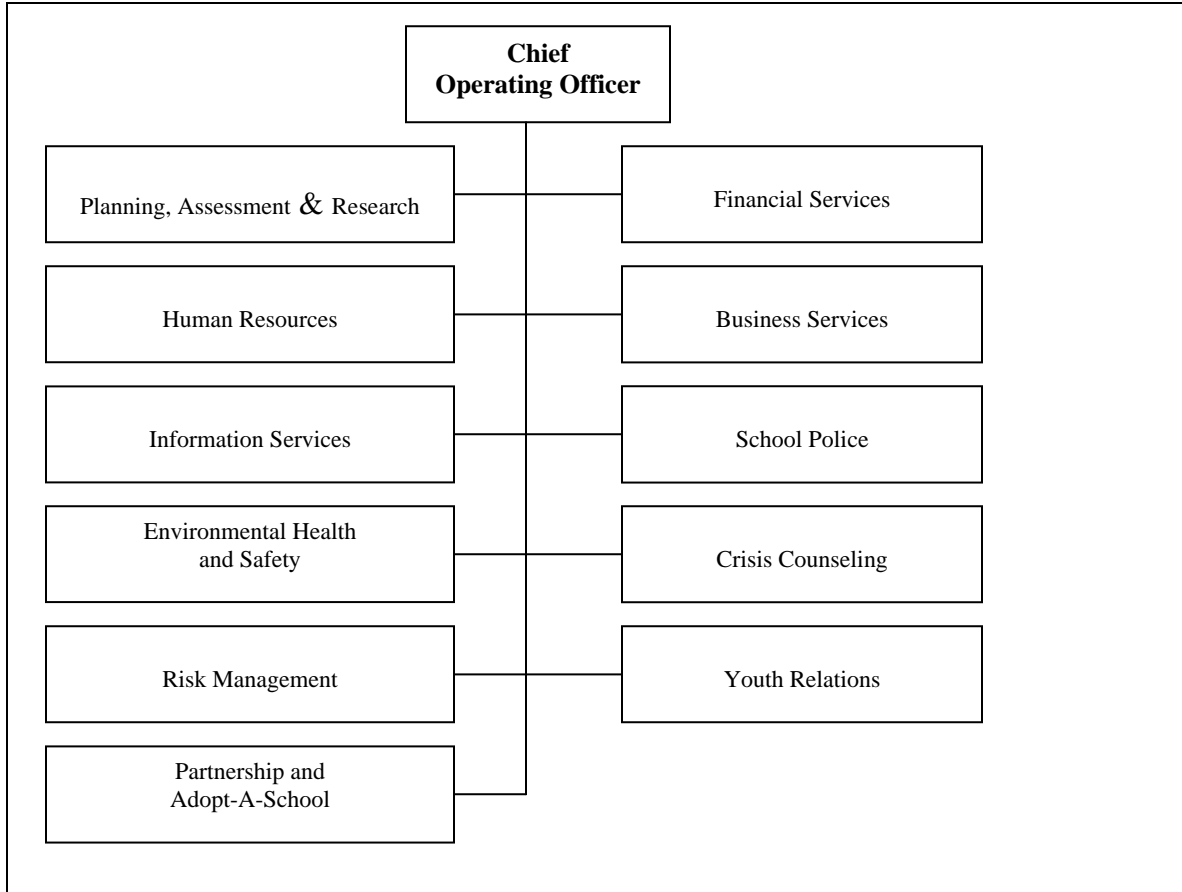 Chief
Operating Officer
Planning, Assessment & Research
Financial Services
Human Resources
Business Services
Information Services
School Police
Environmental Health
and Safety
Crisis Counseling
Risk Management
Youth Relations
Partnership and
Adopt-A-School